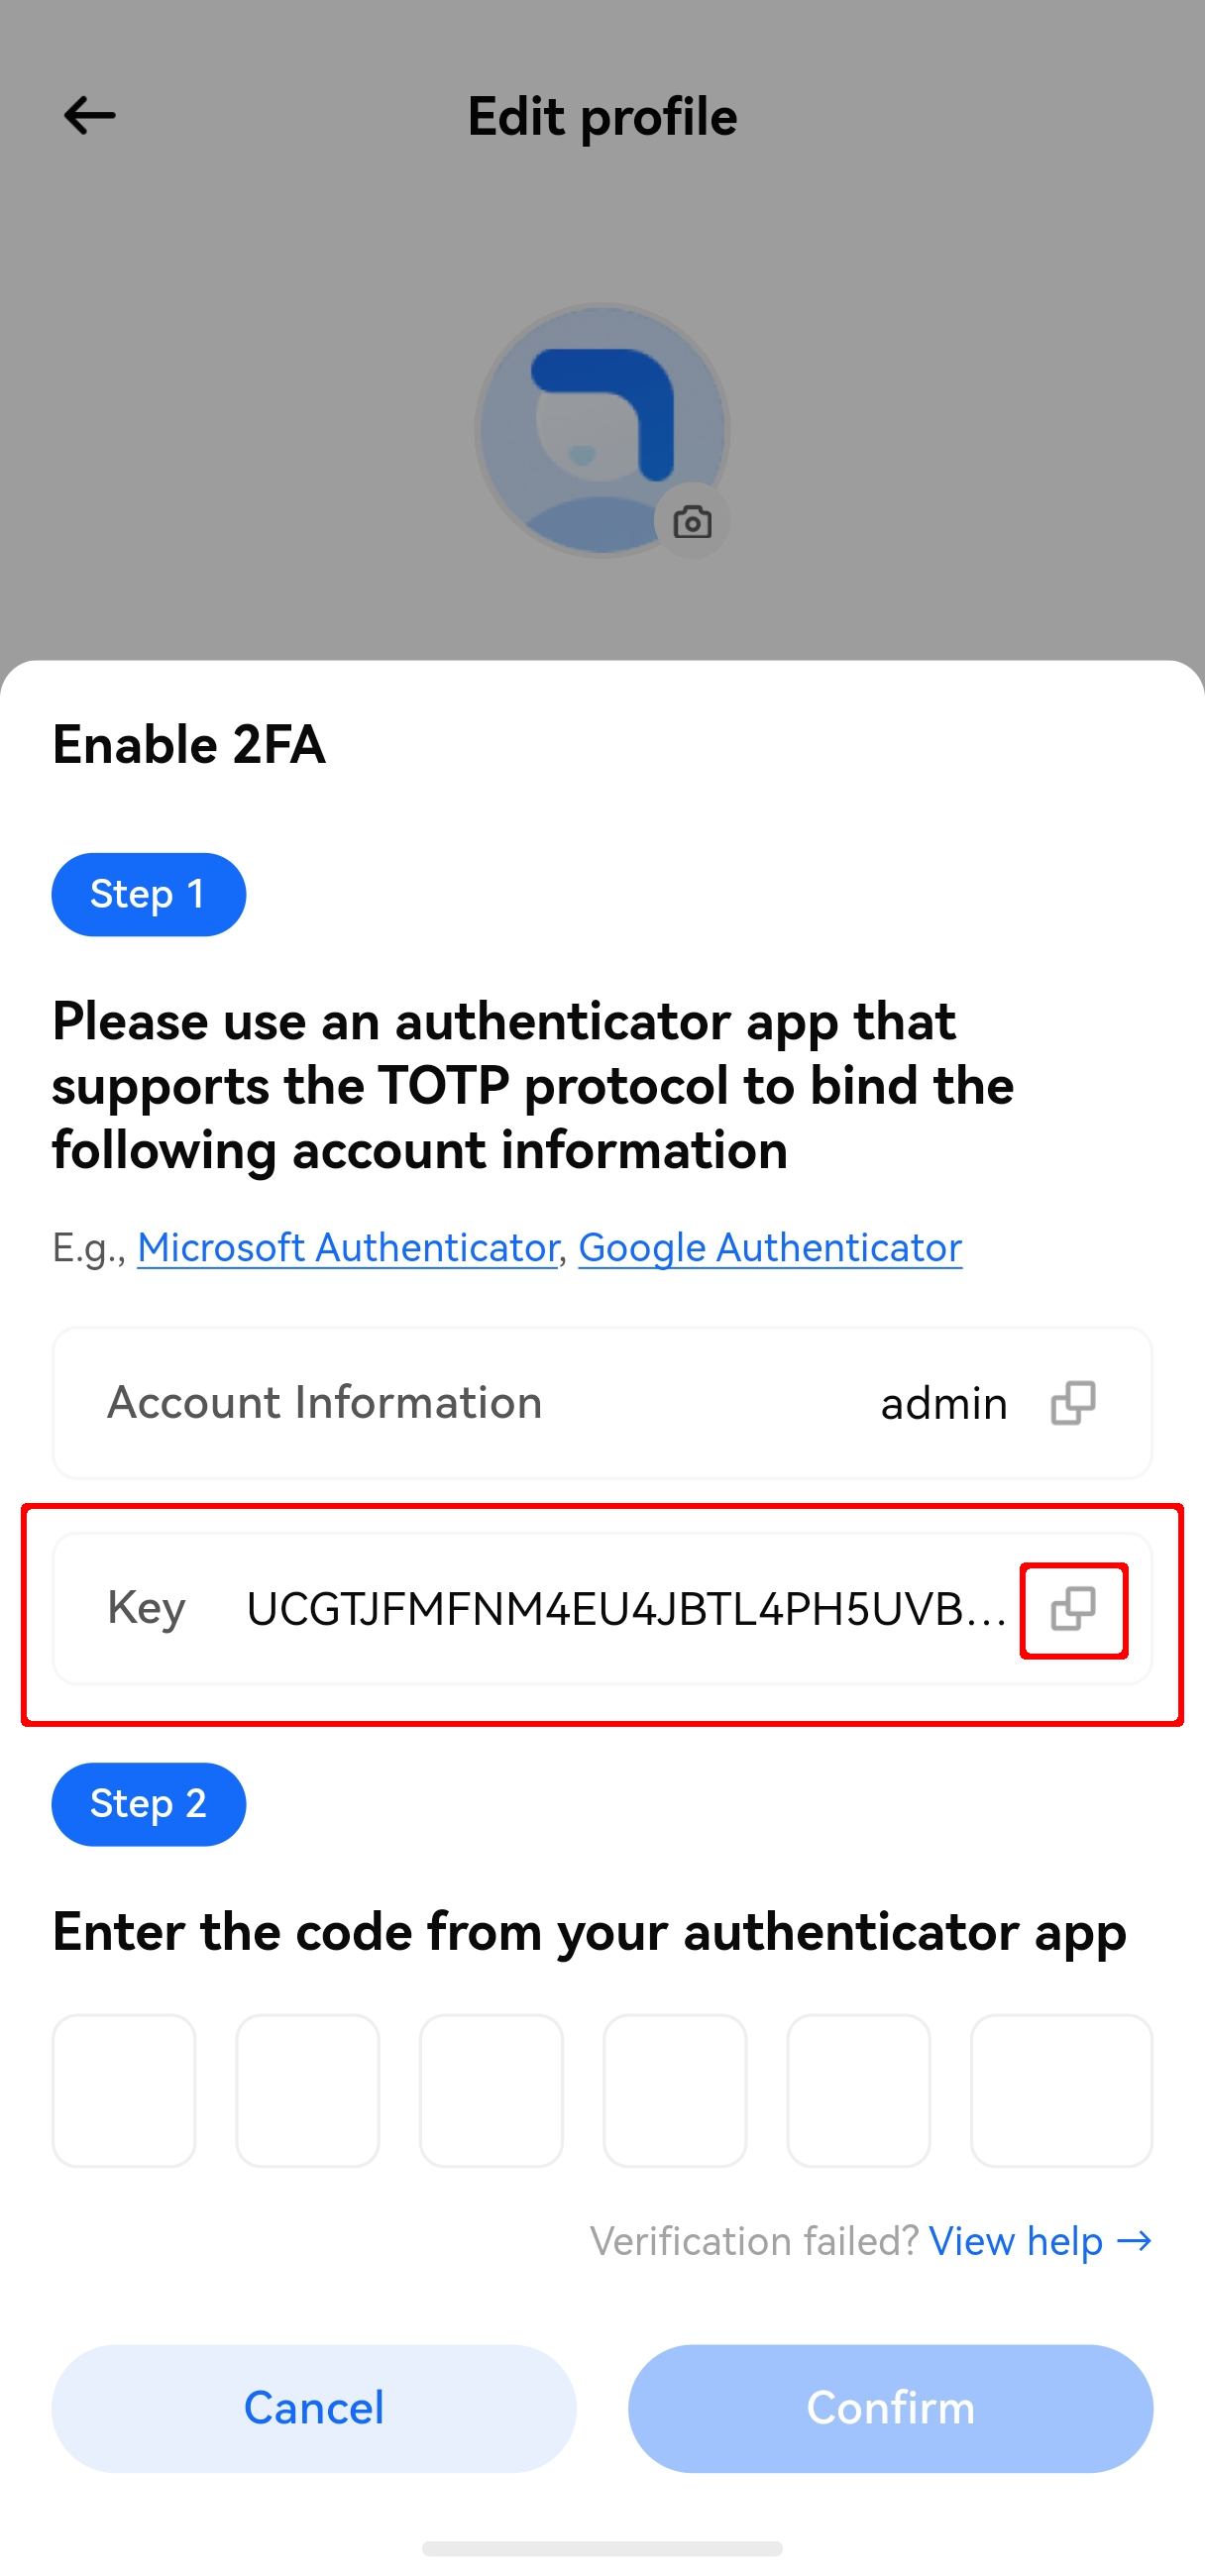 Edit profile
Enable 2FA
Step 1
Please use an authenticator app that
supports the TOTP protocol to bind the
following account information
E.g., Microsoft Authenticator, Google Authenticator
Account Information admin
Key UCGTJFMFNM4EU4JBTL4PH5UVB...
Step 2
Enter the code from your authenticator app
Verification failed? View help →
Cancel Confirm